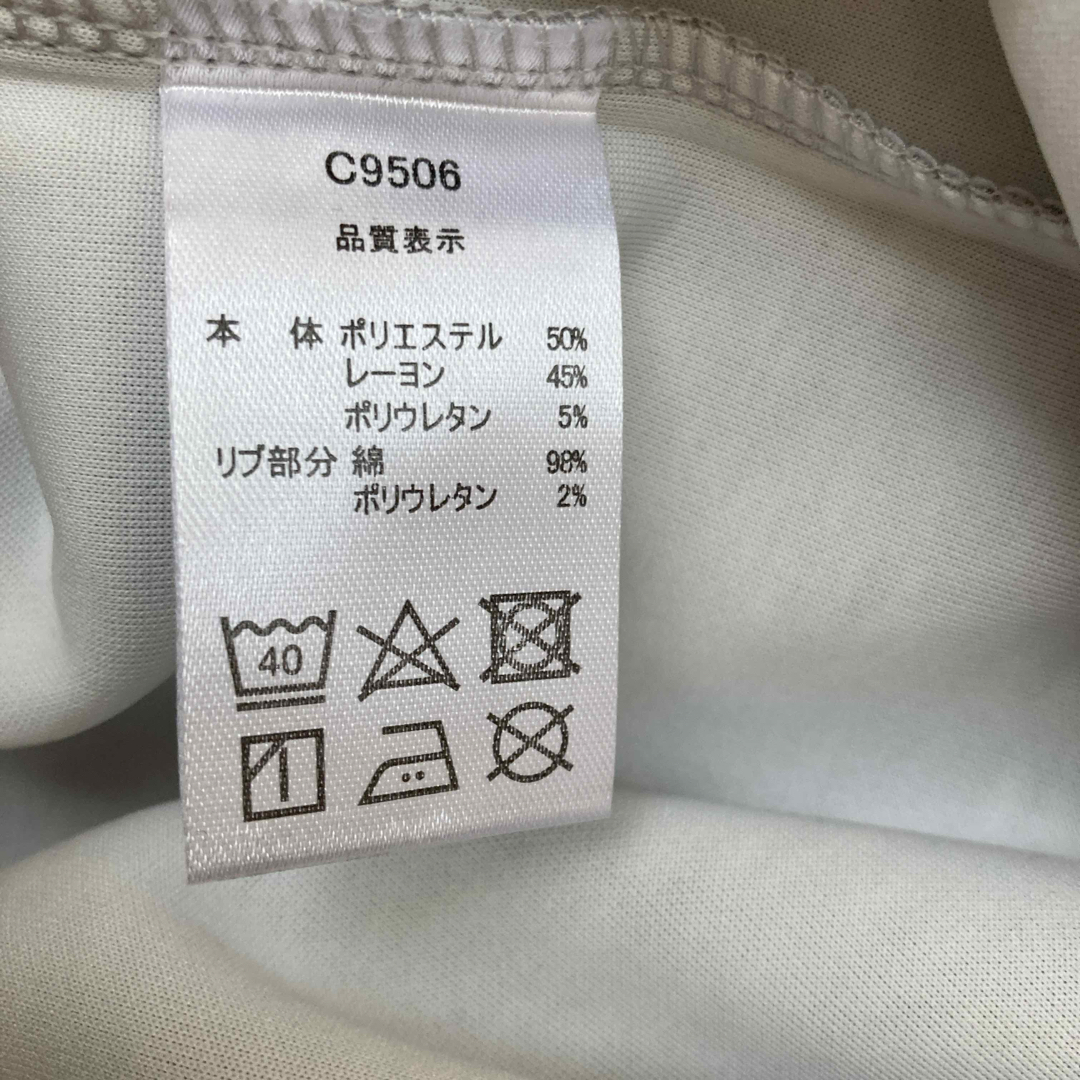 C9506
品質表示
本 体 ポリエステル 50%
レーヨン 45%
ポリウレタン 5%
リブ部分 綿 98%
ポリウレタン 2%
40